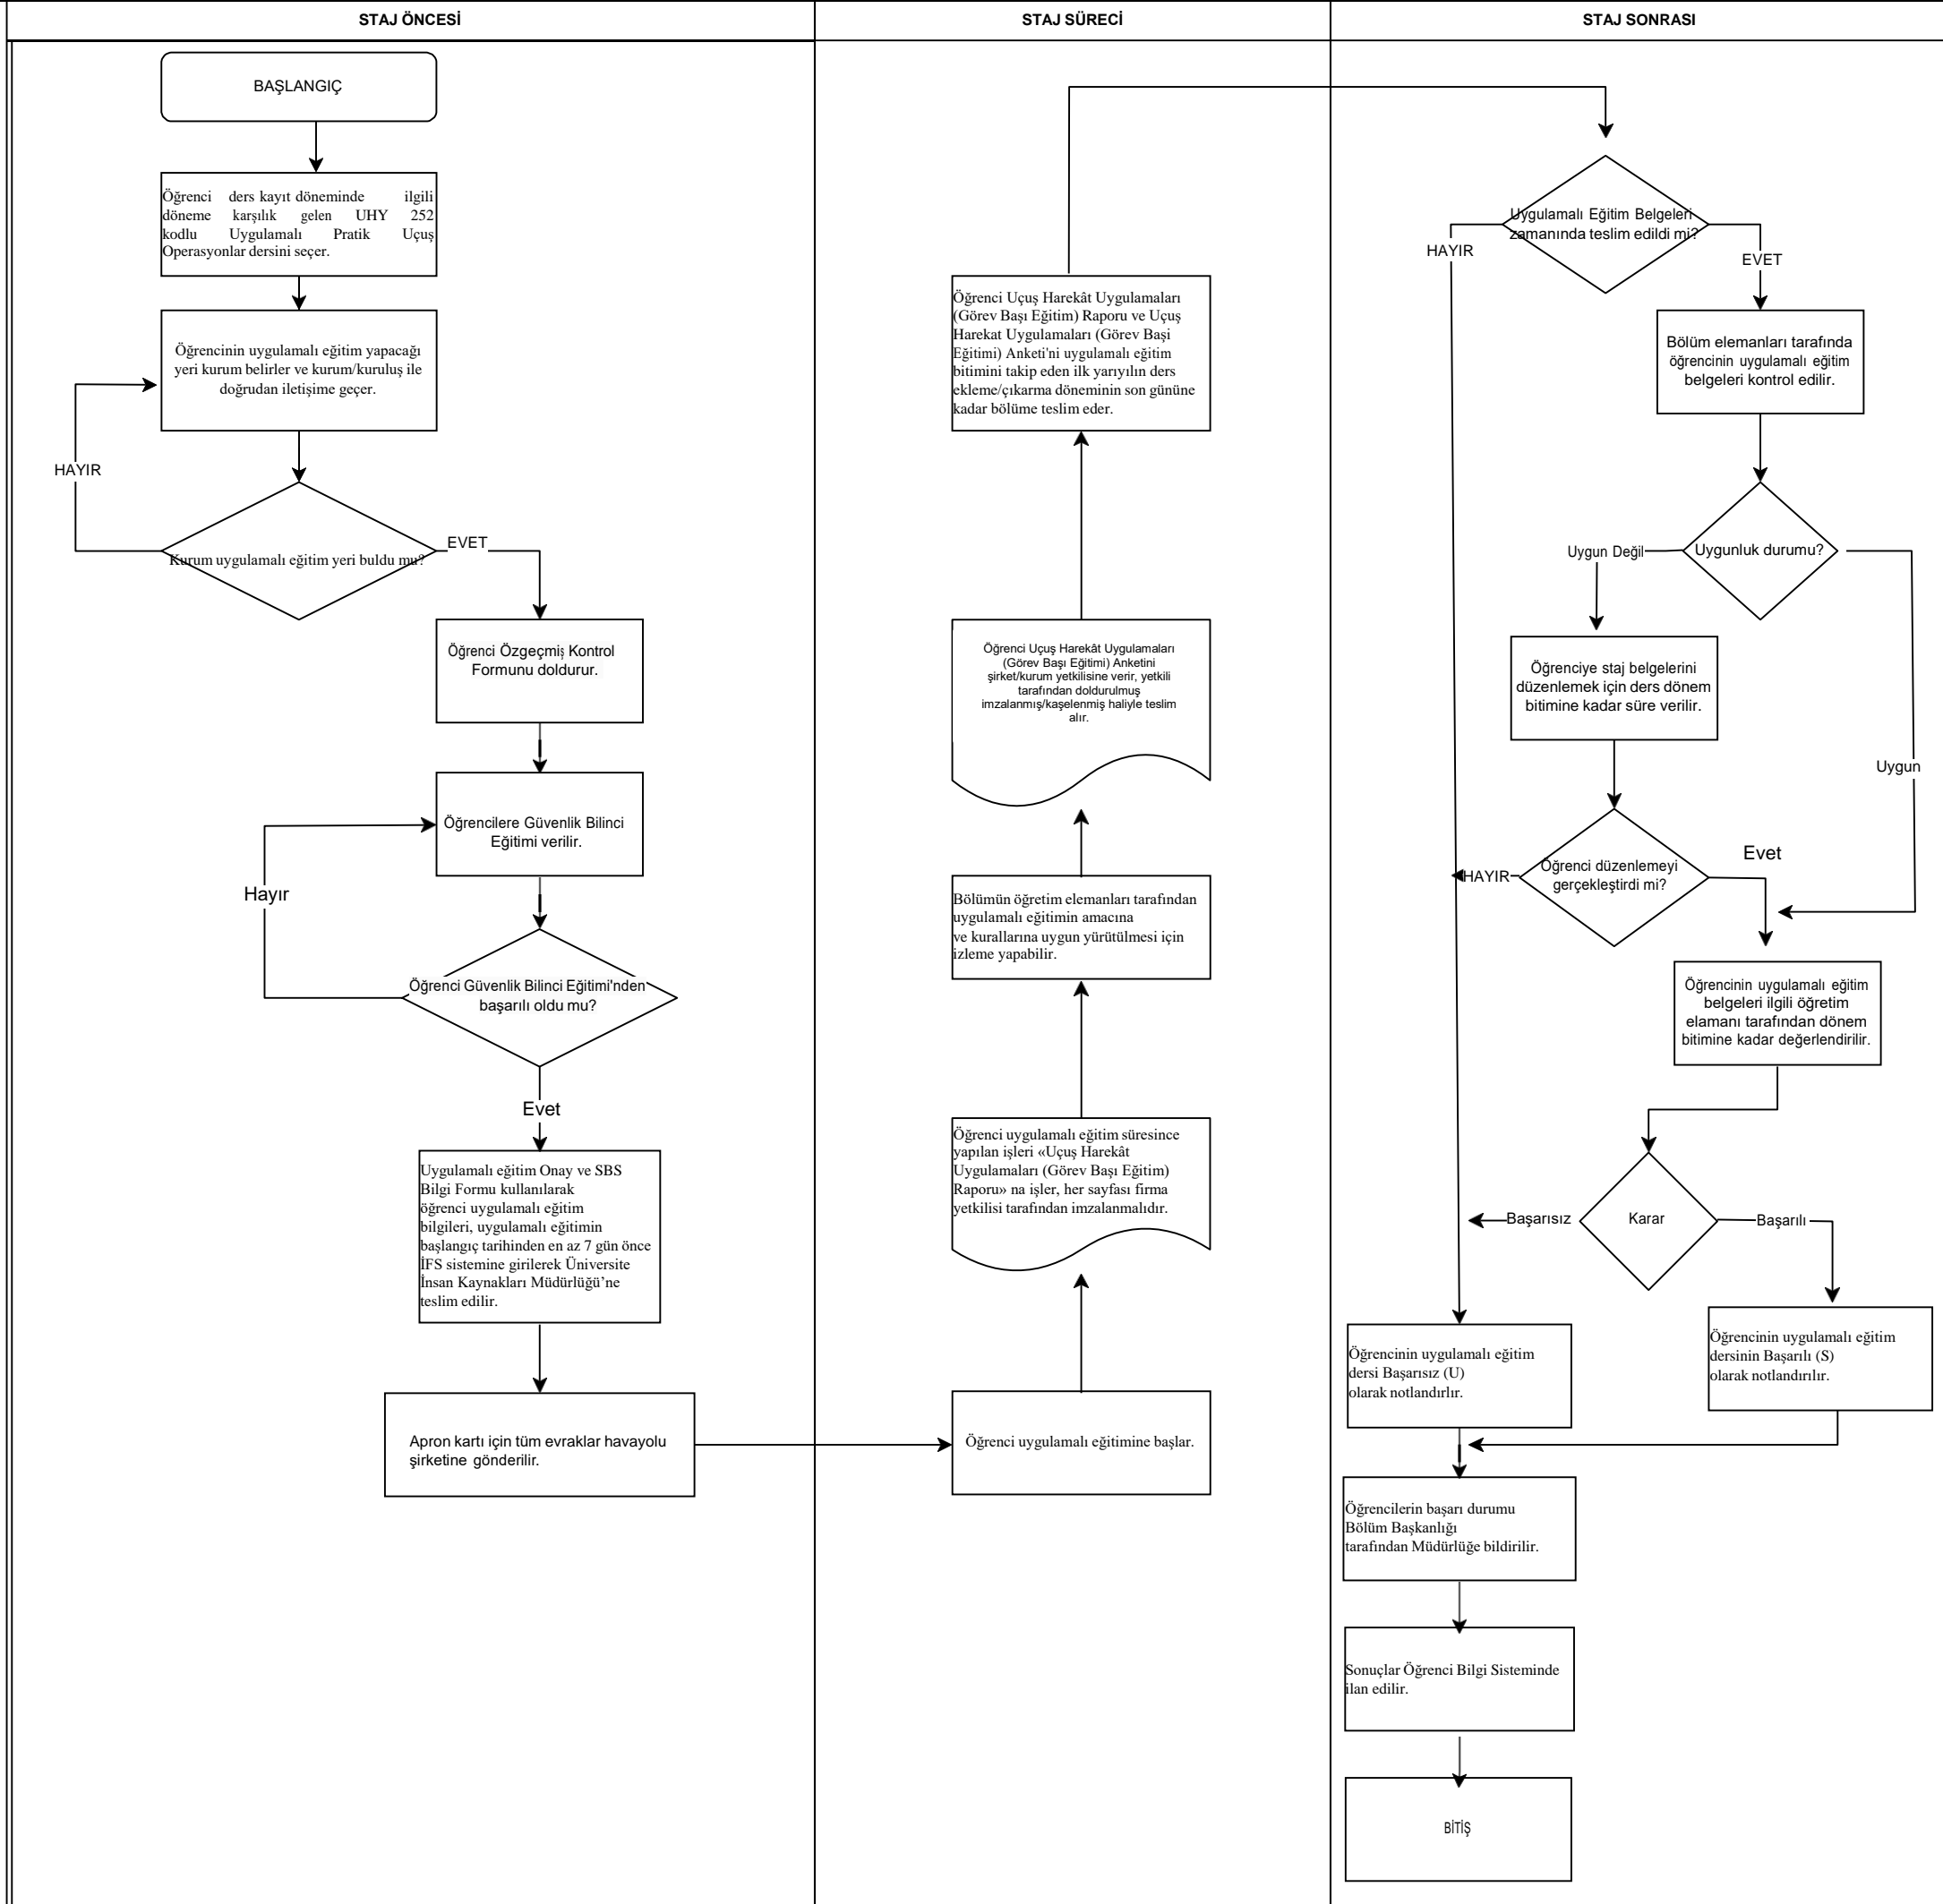 STAJ ÖNCESİ
BAŞLANGIÇ
Öğrenci ders kayıt döneminde ilgili
döneme karşılık gelen UHY 252
kodlu Uygulamalı Pratik Uçuş
Operasyonlar dersini seçer.
Öğrencinin uygulamalı eğitim yapacağı
yeri kurum belirler ve kurum/kuruluş ile
doğrudan iletişime geçer.
HAYIR
Kurum uygulamalı eğitim yeri buldu mu?
EVET
Öğrenci Özgeçmiş Kontrol
Formunu doldurur.
Öğrencilere Güvenlik Bilinci
Eğitimi verilir.
Hayır
Öğrenci Güvenlik Bilinci Eğitimi'nden
başarılı oldu mu?
Evet
Uygulamalı eğitim Onay ve SBS
Bilgi Formu kullanılarak
öğrenci uygulamalı eğitim
bilgileri, uygulamalı eğitimin
başlangıç tarihinden en az 7 gün önce
İFS sistemine girilerek Üniversite
İnsan Kaynakları Müdürlüğü’ne
teslim edilir.
Apron kartı için tüm evraklar havayolu
şirketine gönderilir.
STAJ SÜRECİ
Öğrenci Uçuş Harekât Uygulamaları
(Görev Başı Eğitim) Raporu ve Uçuş
Harekat Uygulamaları (Görev Başi
Eğitimi) Anketi'ni uygulamalı eğitim
bitimini takip eden ilk yarıyılın ders
ekleme/çıkarma döneminin son gününe
kadar bölüme teslim eder.
Öğrenci Uçuş Harekât Uygulamaları
(Görev Başı Eğitimi) Anketini
şirket/kurum yetkilisine verir, yetkili
tarafından doldurulmuş
imzalanmış/kaşelenmiş haliyle teslim
alır.
Bölümün öğretim elemanları tarafından
uygulamalı eğitimin amacına
ve kurallarına uygun yürütülmesi için
izleme yapabilir.
Öğrenci uygulamalı eğitim süresince
yapılan işleri «Uçuş Harekât
Uygulamaları (Görev Başı Eğitim)
Raporu» na işler, her sayfası firma
yetkilisi tarafından imzalanmalıdır.
Öğrenci uygulamalı eğitimine başlar.
STAJ SONRASI
Uygulamalı Eğitim Belgeleri
zamanında teslim edildi mi?
HAYIR
EVET
Bölüm elemanları tarafında
öğrencinin uygulamalı eğitim
belgeleri kontrol edilir.
Uygun Değil
Uygunluk durumu?
Öğrenciye staj belgelerini
düzenlemek için ders dönem
bitimine kadar süre verilir.
Uygun
Evet
HAYIR
Öğrenci düzenlemeyi
gerçekleştirdi mi?
Öğrencinin uygulamalı eğitim
belgeleri ilgili öğretim
elamanı tarafından dönem
bitimine kadar değerlendirilir.
Başarısız
Karar
Başarılı
Öğrencinin uygulamalı eğitim
dersi Başarısız (U)
olarak notlandırlır.
Öğrencinin uygulamalı eğitim
dersinin Başarılı (S)
olarak notlandırılır.
Öğrencilerin başarı durumu
Bölüm Başkanlığı
tarafından Müdürlüğe bildirilir.
Sonuçlar Öğrenci Bilgi Sisteminde
ilan edilir.
BİTİŞ